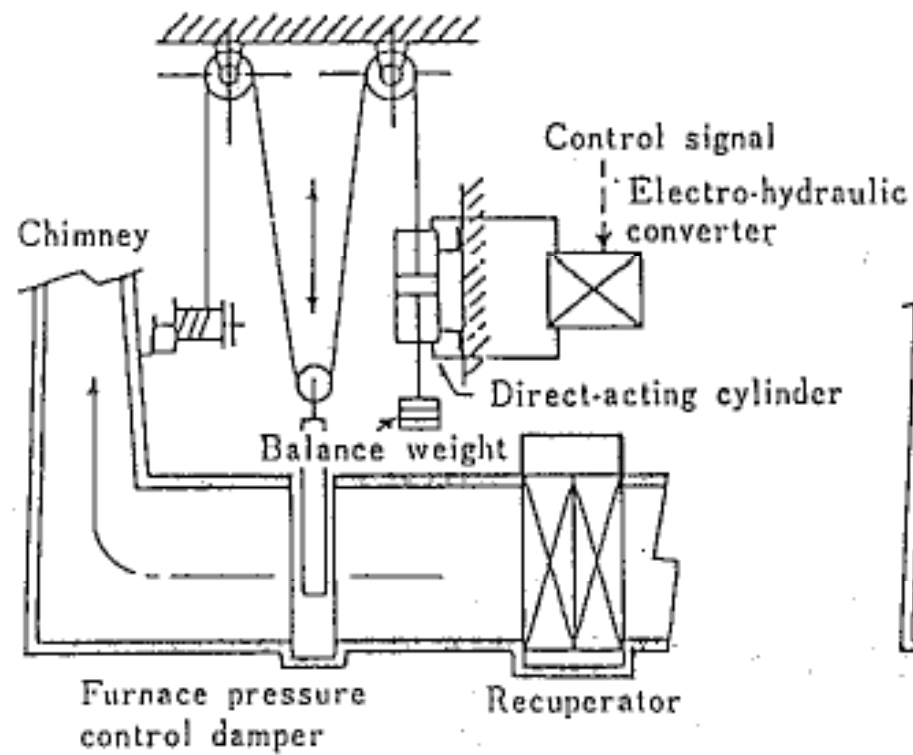 Control signal
Electro-hydraulic
converter
Chimney
Direct-acting cylinder
Balance weight
Furnace pressure
control damper
Recuperator